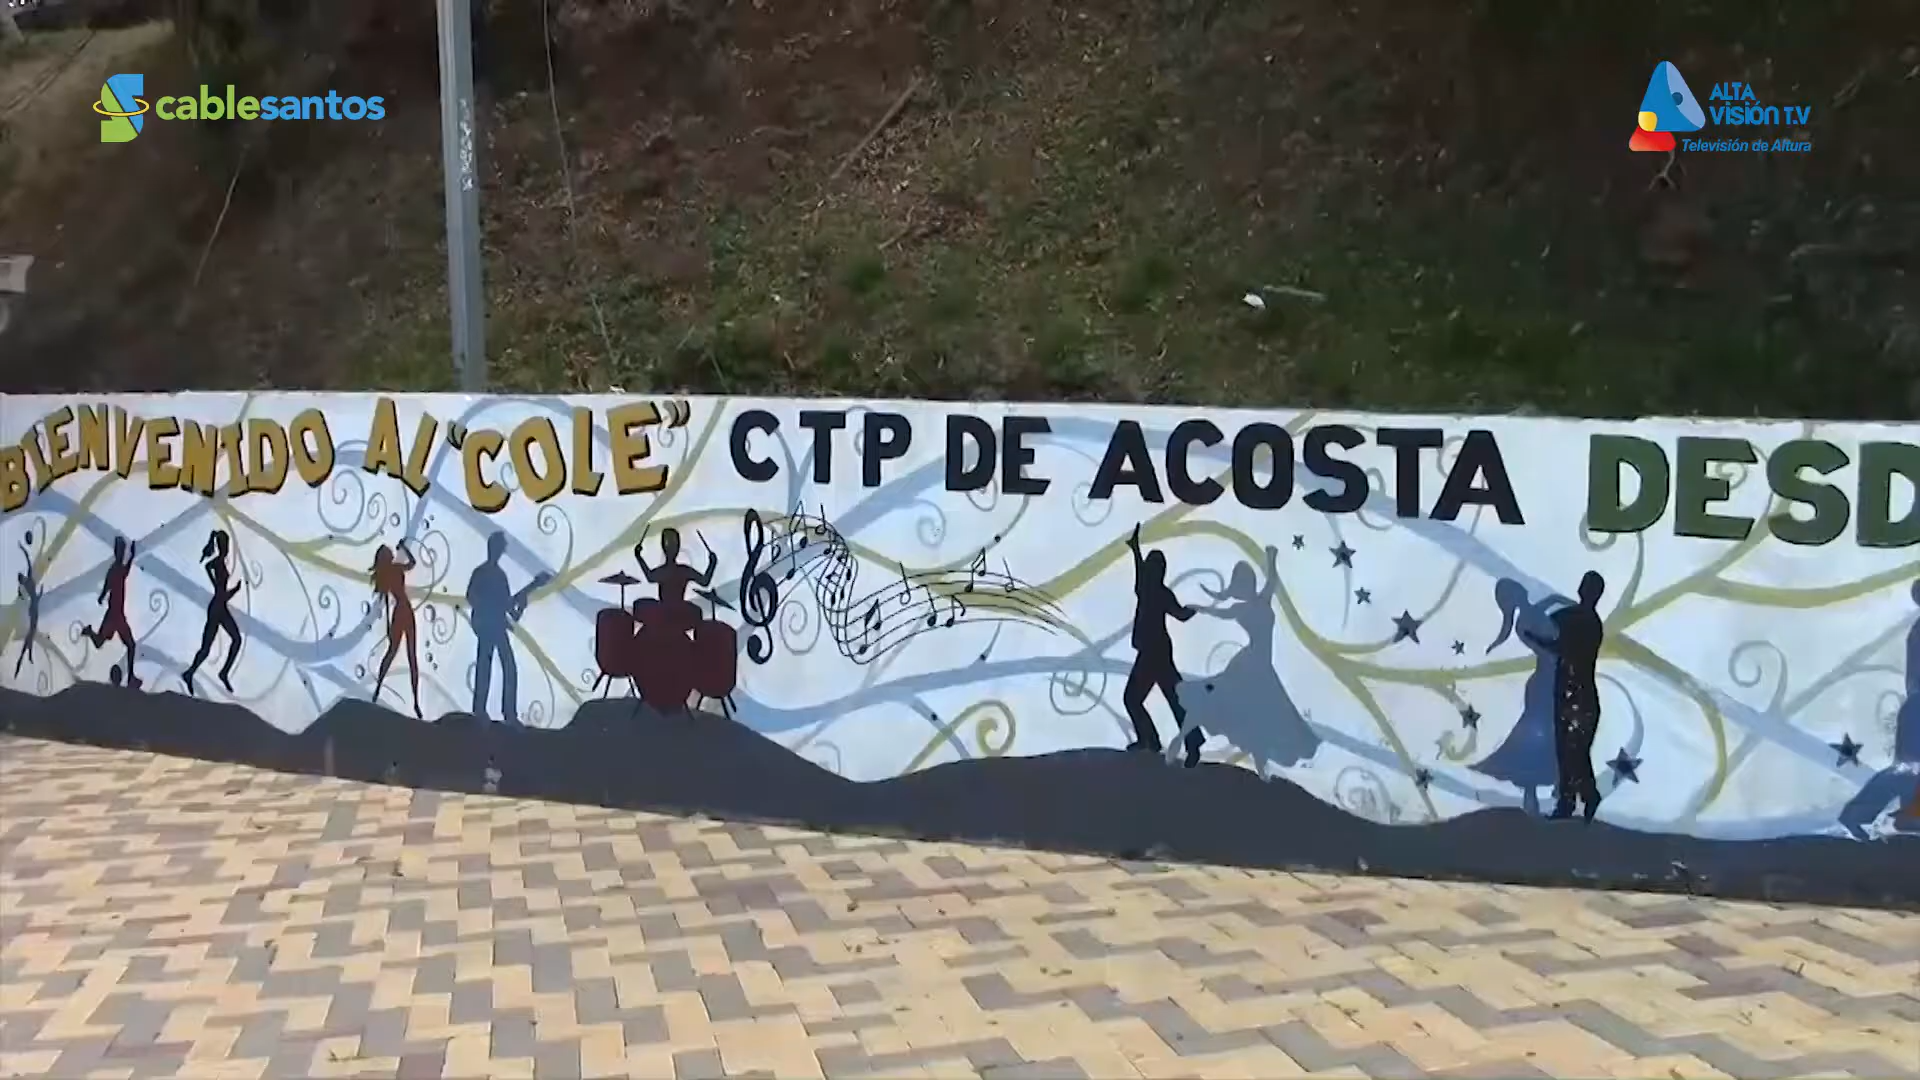 cablesantos
ALTA
VISIÓN T.V
Televisión de Altura
BIENVENIDO AL "COLE" CTP DE ACOSTA DESD